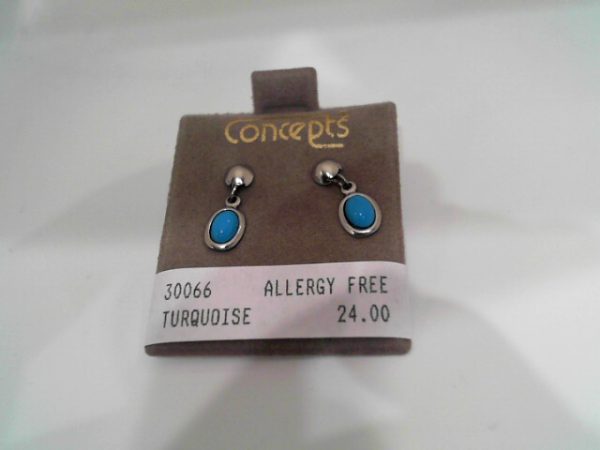 Concepts
30066 ALLERGY FREE
TURQUOISE 24.00